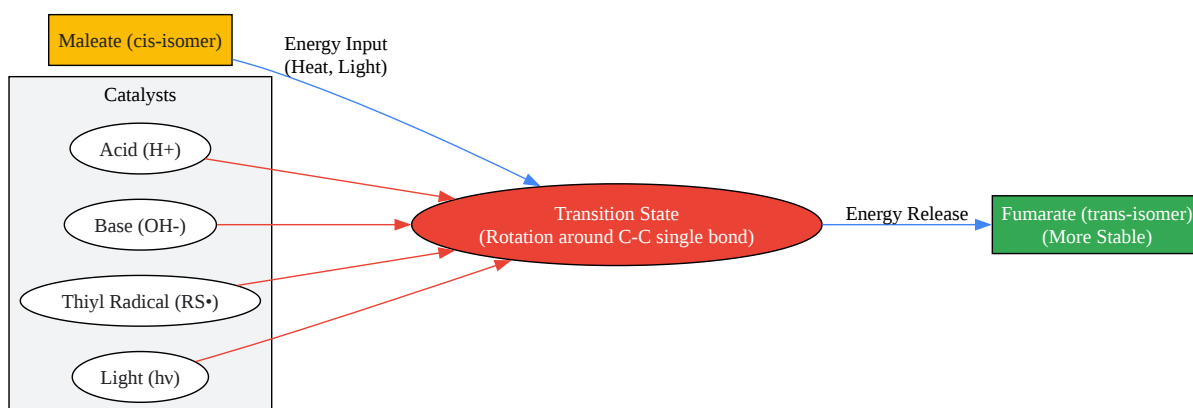 Maleate (cis-isomer)
Energy Input
(Heat, Light)
Catalysts
Acid (H+)
Base (OH-)
Thiyl Radical (RS•)
Light (hν)
Transition State
(Rotation around C-C single bond)
Energy Release
Fumarate (trans-isomer)
(More Stable)